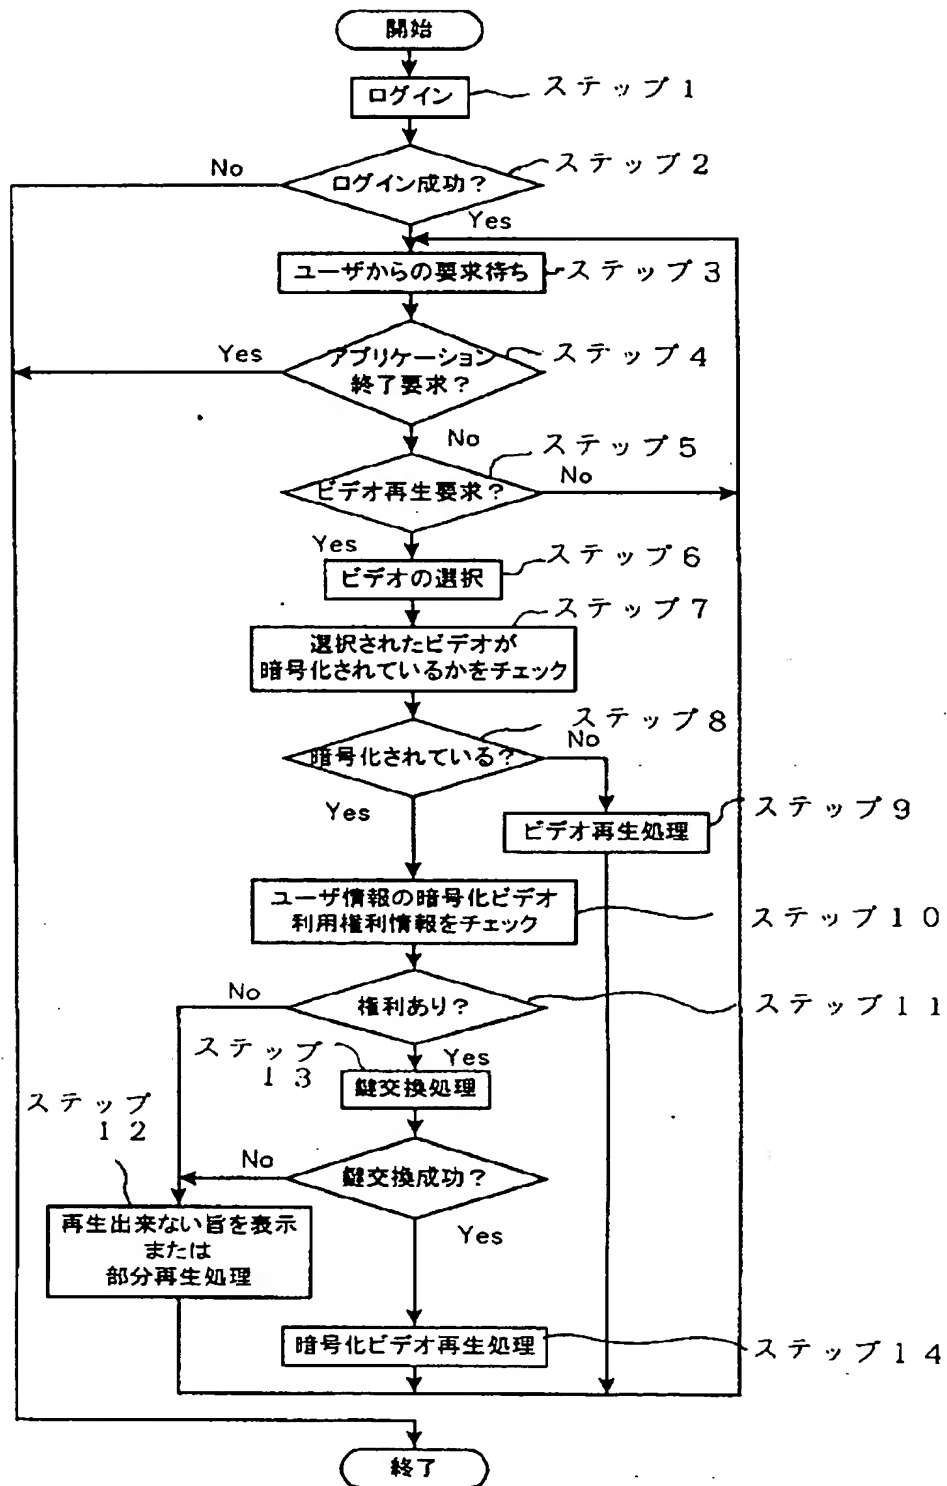 開始
ログイン
ステップ1
ログイン成功?
ステップ2
No
Yes
ユーザからの要求待ち
ステップ3
アプリケーション
終了要求?
ステップ4
Yes
No
ビデオ再生要求?
ステップ5
No
Yes
ビデオの選択
ステップ6
選択されたビデオが
暗号化されているかをチェック
ステップ7
暗号化されている?
ステップ8
No
Yes
ビデオ再生処理
ステップ9
ユーザ情報の暗号化ビデオ
利用権利情報をチェック
ステップ10
権利あり?
ステップ11
No
Yes
ステップ
13
鍵交換処理
ステップ
12
鍵交換成功?
No
Yes
再生出来ない旨を表示
または
部分再生処理
暗号化ビデオ再生処理
ステップ14
終了